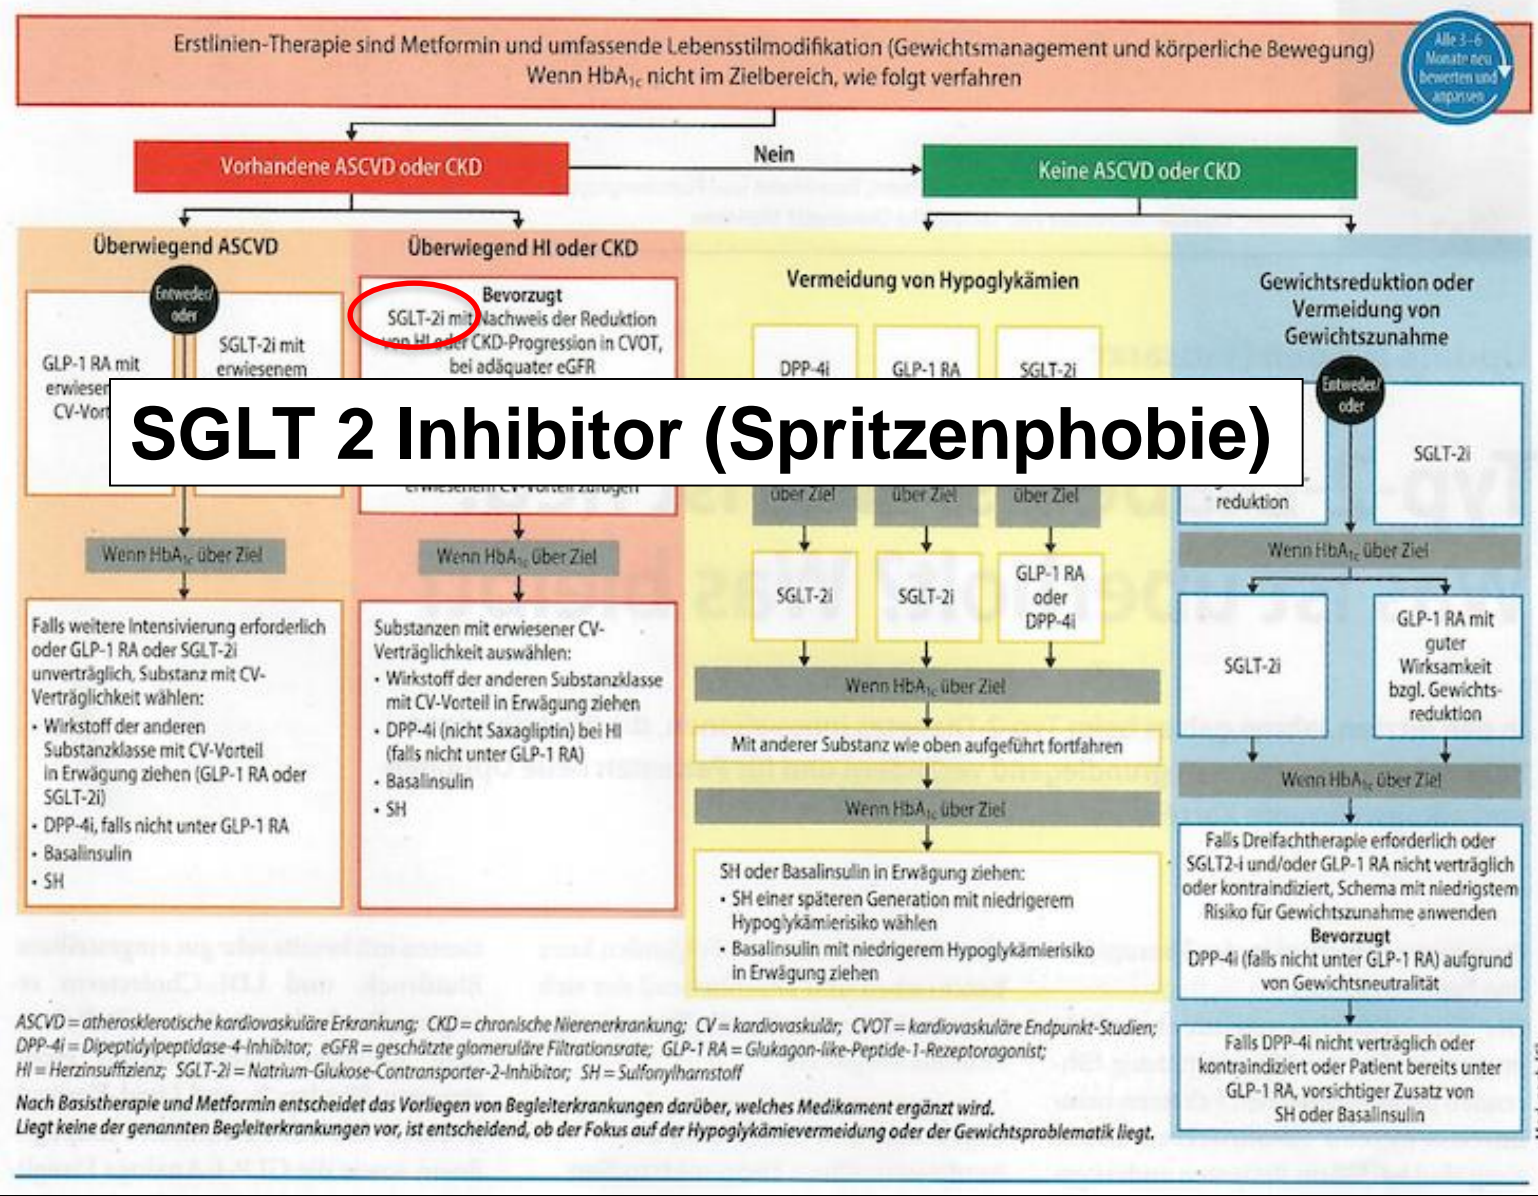 Erstlinien-Therapie sind Metformin und umfassende Lebensstilmodifikation (Gewichtsmanagement und körperliche Bewegung)
Wenn HbA1c nicht im Zielbereich, wie folgt verfahren
Alle 3–6
Monate neu
bewerten und
anpassen
Vorhandene ASCVD oder CKD
Nein
Keine ASCVD oder CKD
Überwiegend ASCVD
Entweder/
oder
GLP-1 RA mit
CV-Vort
SGLT-2i mit
erwiesenem
Überwiegend HI oder CKD
Bevorzugt
SGLT-2i mit Nachweis der Reduktion
von HI oder CKD-Progression in CVOT,
bei adäquater eGFR
erwiesenem CV-Vorteil zufügen
Vermeidung von Hypoglykämien
DPP-4i
GLP-1 RA
SGLT-2i
Gewichtsreduktion oder
Vermeidung von
Gewichtszunahme
Entweder/
oder
SGLT-2i
reduktion
SGLT 2 Inhibitor (Spritzenphobie)
über Ziel
über Ziel
über Ziel
Wenn HbA1c über Ziel
Wenn HbA1c über Ziel
Wenn HbA1c über Ziel
Falls weitere Intensivierung erforderlich
oder GLP-1 RA oder SGLT-2i
unverträglich, Substanz mit CV-
Verträglichkeit wählen:
• Wirkstoff der anderen
Substanzklasse mit CV-Vorteil
in Erwägung ziehen (GLP-1 RA oder
SGLT-2i)
• DPP-4i, falls nicht unter GLP-1 RA
• Basalinsulin
• SH
Substanzen mit erwiesener CV-
Verträglichkeit auswählen:
• Wirkstoff der anderen Substanzklasse
mit CV-Vorteil in Erwägung ziehen
• DPP-4i (nicht Saxagliptin) bei HI
(falls nicht unter GLP-1 RA)
• Basalinsulin
• SH
SGLT-2i
SGLT-2i
GLP-1 RA
oder
DPP-4i
Wenn HbA1c über Ziel
Mit anderer Substanz wie oben aufgeführt fortfahren
Wenn HbA1c über Ziel
SH oder Basalinsulin in Erwägung ziehen:
• SH einer späteren Generation mit niedrigerem
Hypoglykämierisiko wählen
• Basalinsulin mit niedrigerem Hypoglykämierisiko
in Erwägung ziehen
SGLT-2i
GLP-1 RA mit
guter
Wirksamkeit
bzgl. Gewichts-
reduktion
Wenn HbA1c über Ziel
Falls Dreifachtherapie erforderlich oder
SGLT2-i und/oder GLP-1 RA nicht verträglich
oder kontraindiziert, Schema mit niedrigstem
Risiko für Gewichtszunahme anwenden
Bevorzugt
DPP-4i (falls nicht unter GLP-1 RA) aufgrund
von Gewichtsneutralität
Falls DPP-4i nicht verträglich oder
kontraindiziert oder Patient bereits unter
GLP-1 RA, vorsichtiger Zusatz von
SH oder Basalinsulin
ASCVD = atherosklerotische kardiovaskuläre Erkrankung; CKD = chronische Nierenerkrankung; CV = kardiovaskulär; CVOT = kardiovaskuläre Endpunkt-Studien;
DPP-4i = Dipeptidylpeptidase-4-Inhibitor; eGFR = geschätzte glomeruläre Filtrationsrate; GLP-1 RA = Glukagon-like-Peptide-1-Rezeptoragonist;
HI = Herzinsuffizienz; SGLT-2i = Natrium-Glukose-Contransporter-2-Inhibitor; SH = Sulfonylharnstoff
Nach Basistherapie und Metformin entscheidet das Vorliegen von Begleiterkrankungen darüber, welches Medikament ergänzt wird.
Liegt keine der genannten Begleiterkrankungen vor, ist entscheidend, ob der Fokus auf der Hypoglykämievermeidung oder der Gewichtsproblematik liegt.